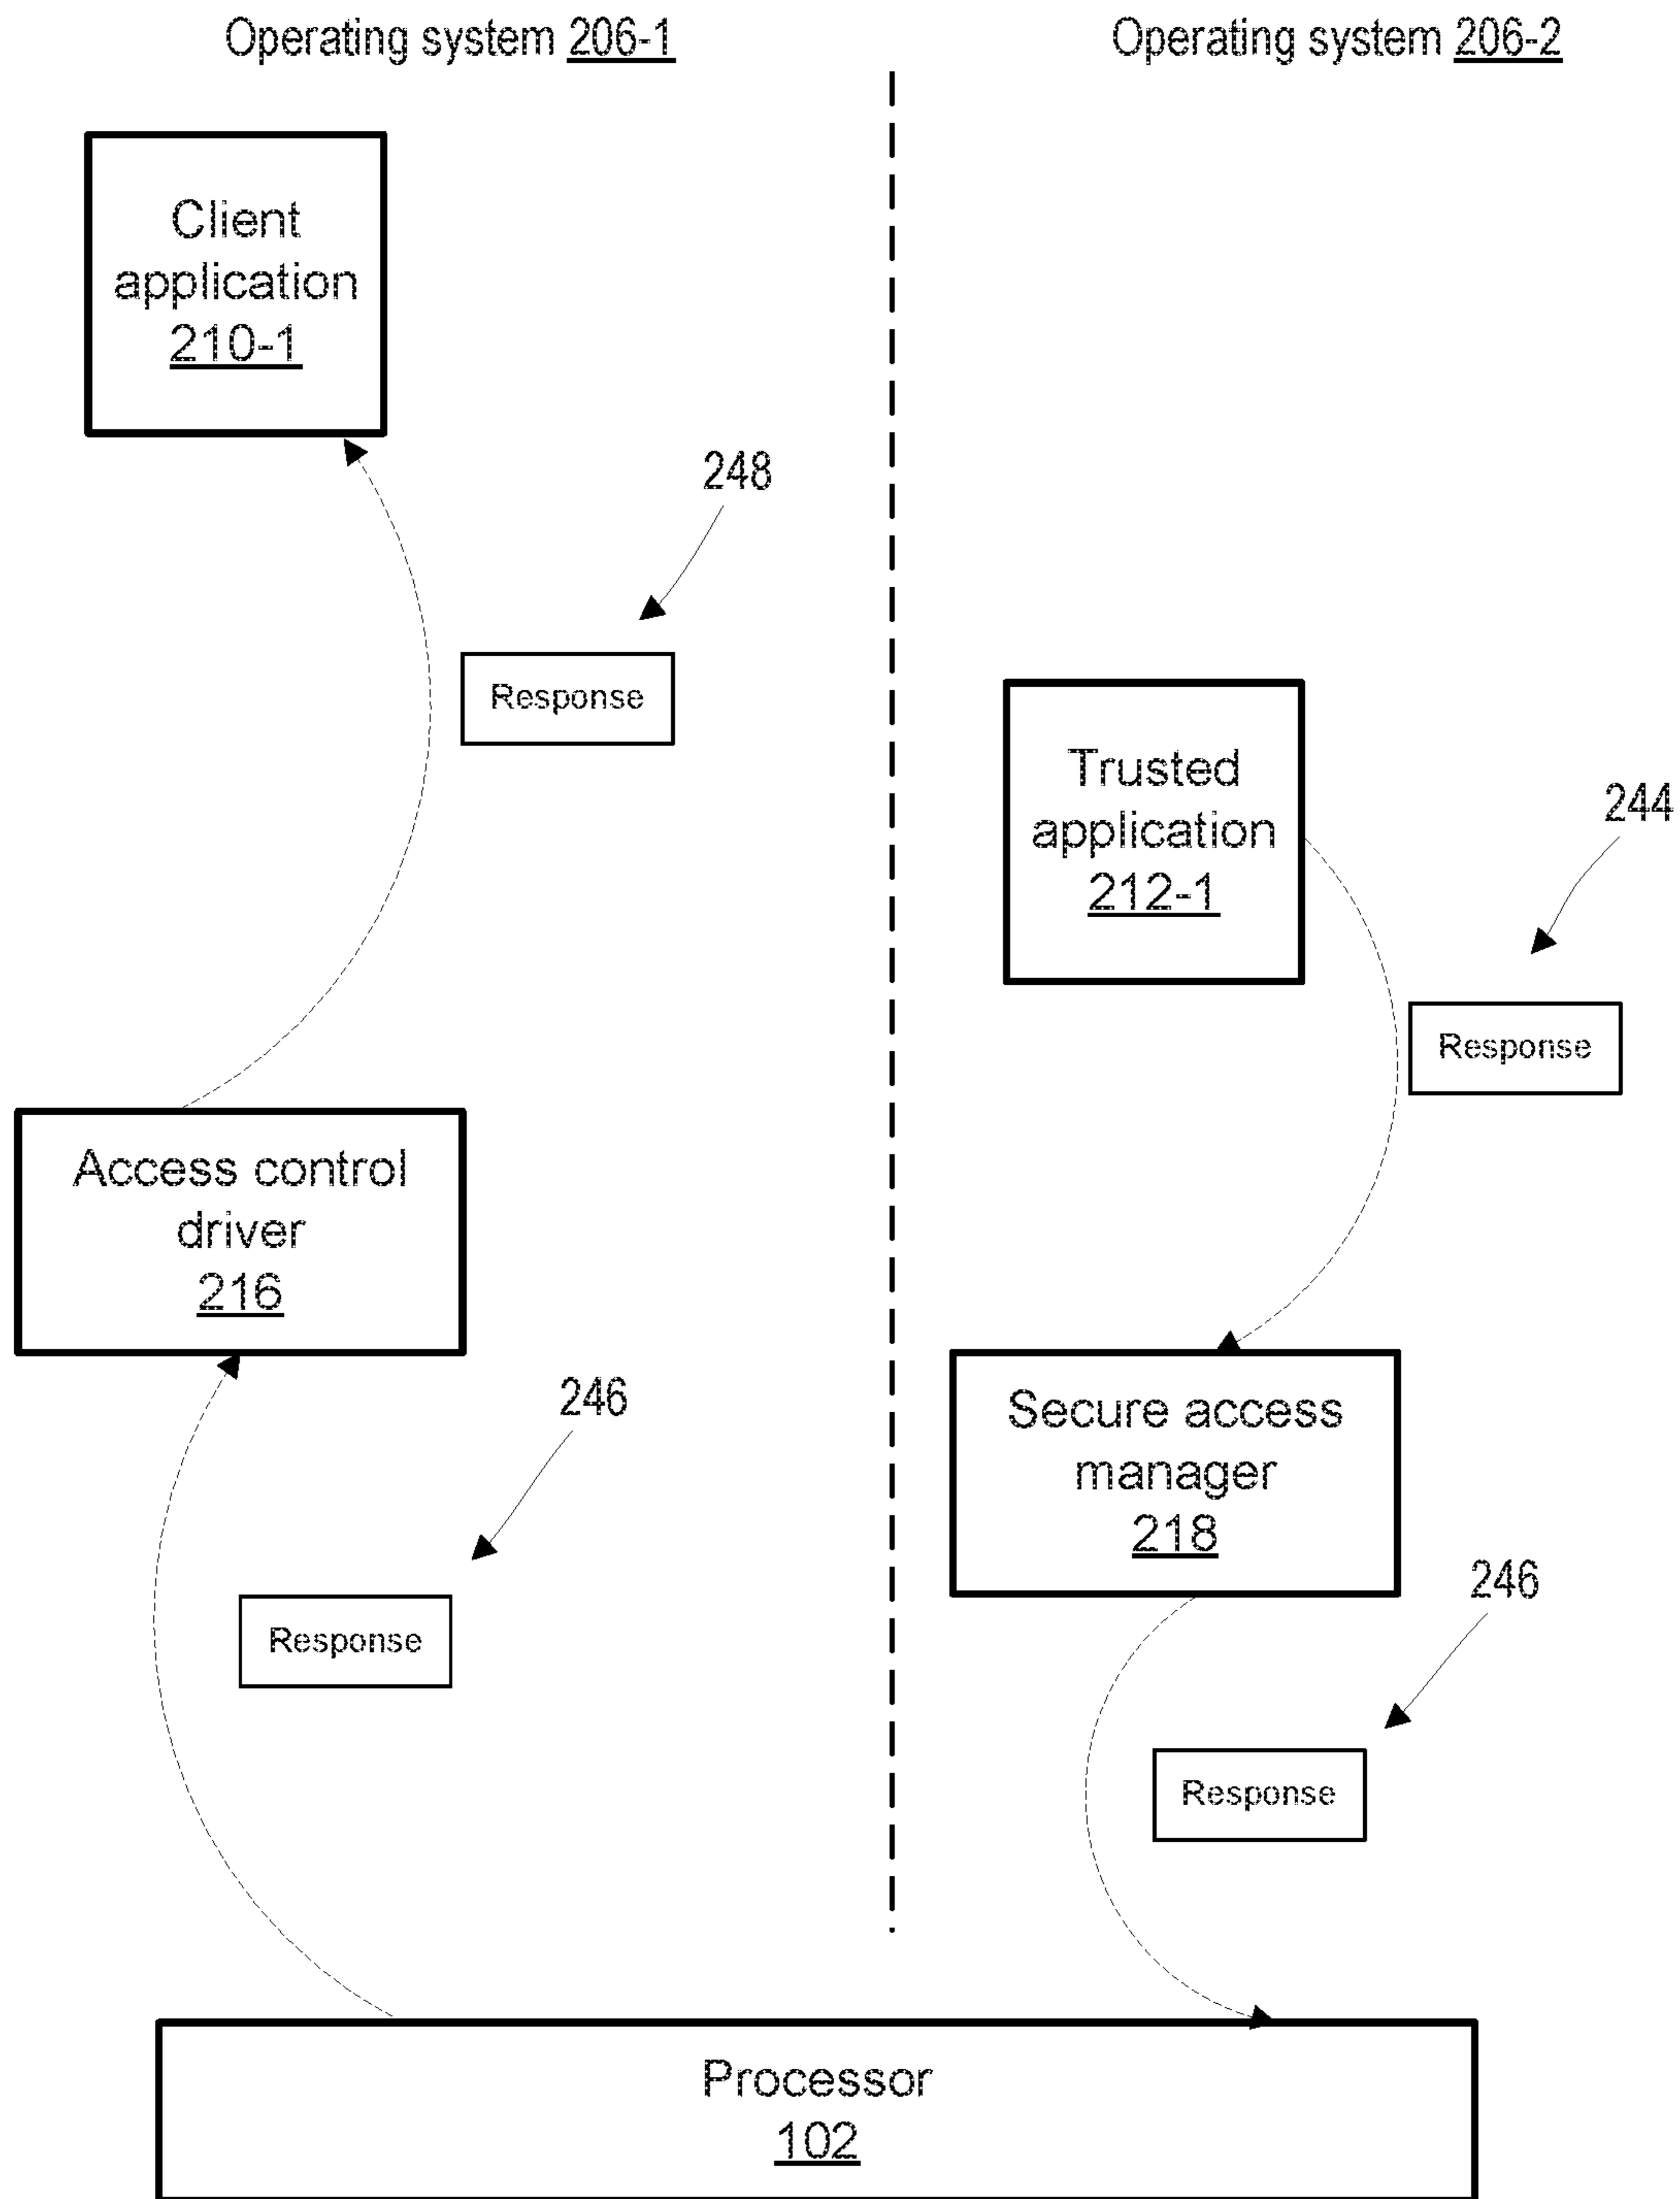 Operating system 206-1
Operating system 206-2
Client
application
210-1
248
Response
Trusted
application
212-1
244
Response
Access control
driver
216
246
Response
Secure access
manager
218
246
Response
Processor
102